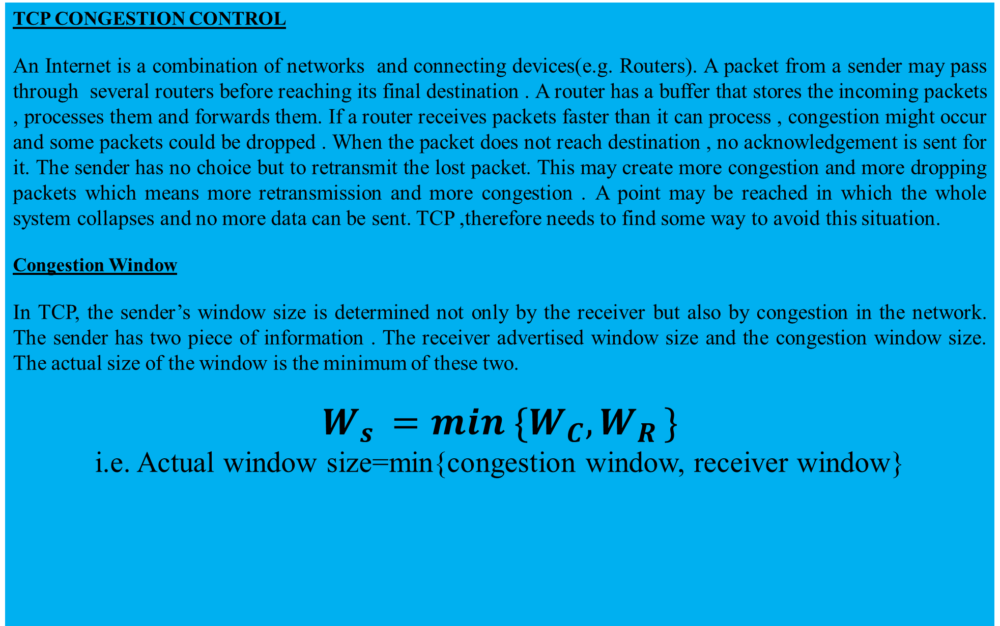 TCP CONGESTION CONTROL
An Internet is a combination of networks  and connecting devices(e.g. Routers). A packet from a sender may pass
through  several routers before reaching its final destination . A router has a buffer that stores the incoming packets
, processes them and forwards them. If a router receives packets faster than it can process , congestion might occur
and some packets could be dropped . When the packet does not reach destination , no acknowledgement is sent for
it. The sender has no choice but to retransmit the lost packet. This may create more congestion and more dropping
packets which means more retransmission and more congestion . A point may be reached in which the whole
system collapses and no more data can be sent. TCP ,therefore needs to find some way to avoid this situation.
Congestion Window
In TCP, the sender’s window size is determined not only by the receiver but also by congestion in the network.
The sender has two piece of information . The receiver advertised window size and the congestion window size.
The actual size of the window is the minimum of these two.
W_s = min {W_C, W_R }
i.e. Actual window size=min{congestion window, receiver window}